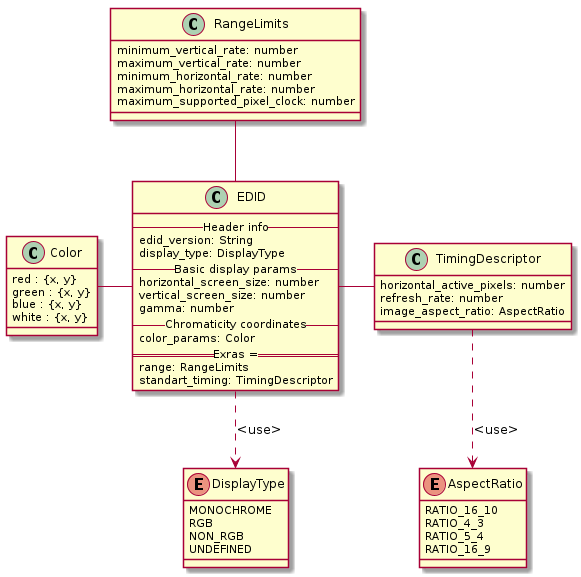 C RangeLimits
minimum_vertical_rate: number
maximum_vertical_rate: number
minimum_horizontal_rate: number
maximum_horizontal_rate: number
maximum_supported_pixel_clock: number
C EDID
Header info
edid_version: String
display_type: DisplayType
Basic display params
horizontal_screen_size: number
vertical_screen_size: number
gamma: number
Chromaticity coordinates
color_params: Color
Exras =
range: RangeLimits
standart_timing: TimingDescriptor
C Color
red : {x, y}
green : {x, y}
blue : {x, y}
white : {x, y}
C TimingDescriptor
horizontal_active_pixels: number
refresh_rate: number
image_aspect_ratio: AspectRatio
<use>
<use>
E DisplayType
MONOCHROME
RGB
NON_RGB
UNDEFINED
E AspectRatio
RATIO_16_10
RATIO_4_3
RATIO_5_4
RATIO_16_9